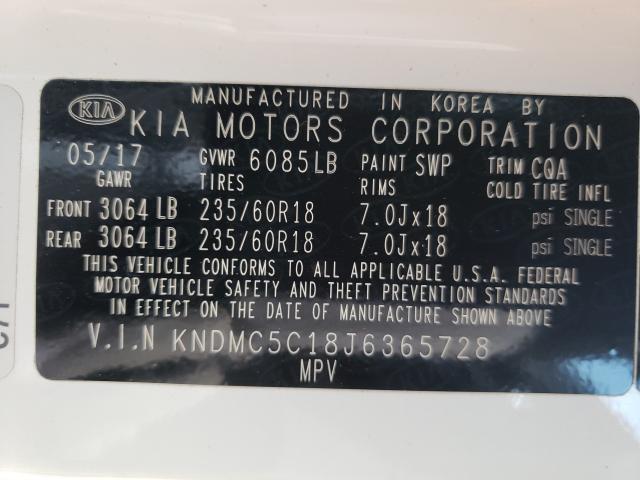 KIA
MANUFACTURED IN KOREA BY
KIA MOTORS CORPORATION
05/17 GVWR 6085LB PAINT SWP TRIM CQA
GAWR TIRES RIMS COLD TIRE INFL
FRONT 3064 LB 235/60R18 7.0Jx18 psi SINGLE
REAR 3064 LB 235/60R18 7.0Jx18 psi SINGLE
THIS VEHICLE CONFORMS TO ALL APPLICABLE U.S.A. FEDERAL
MOTOR VEHICLE SAFETY AND THEFT PREVENTION STANDARDS
IN EFFECT ON THE DATE OF MANUFACTURE SHOWN ABOVE
V.I.N KNDMC5C18J6365728
MPV